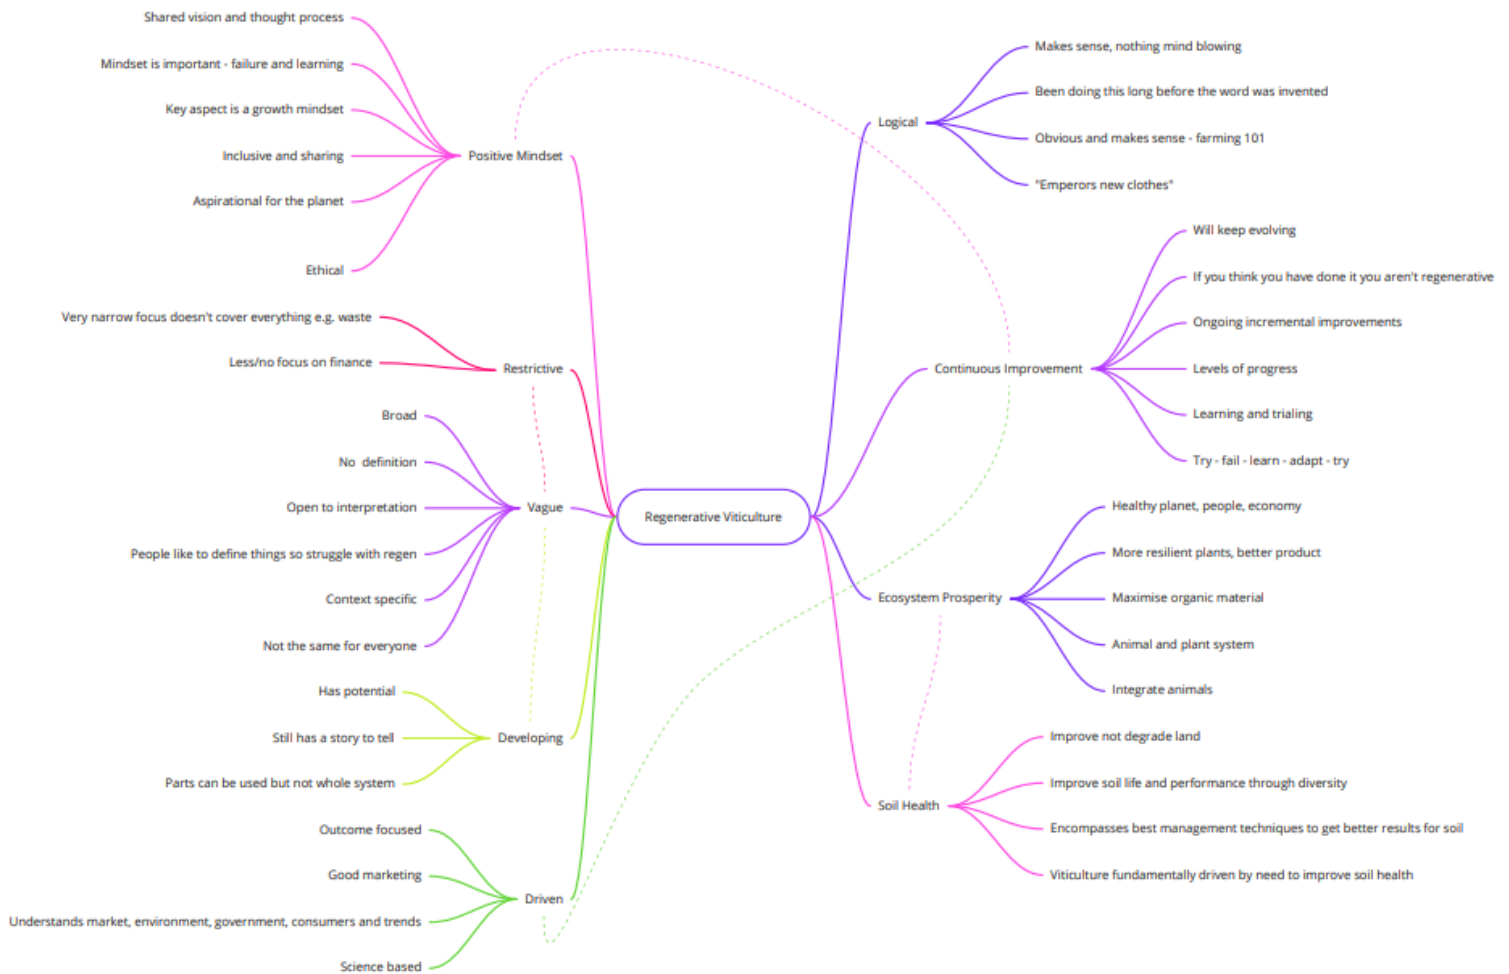 Regenerative Viticulture
Positive Mindset
Shared vision and thought process
Mindset is important - failure and learning
Key aspect is a growth mindset
Inclusive and sharing
Aspirational for the planet
Ethical
Restrictive
Very narrow focus doesn't cover everything e.g. waste
Less/no focus on finance
Vague
Broad
No definition
Open to interpretation
People like to define things so struggle with regen
Context specific
Not the same for everyone
Developing
Has potential
Still has a story to tell
Parts can be used but not whole system
Driven
Outcome focused
Good marketing
Understands market, environment, government, consumers and trends
Science based
Logical
Makes sense, nothing mind blowing
Been doing this long before the word was invented
Obvious and makes sense - farming 101
"Emperors new clothes"
Continuous Improvement
Will keep evolving
If you think you have done it you aren't regenerative
Ongoing incremental improvements
Levels of progress
Learning and trialing
Try - fail - learn - adapt - try
Ecosystem Prosperity
Healthy planet, people, economy
More resilient plants, better product
Maximise organic material
Animal and plant system
Integrate animals
Soil Health
Improve not degrade land
Improve soil life and performance through diversity
Encompasses best management techniques to get better results for soil
Viticulture fundamentally driven by need to improve soil health